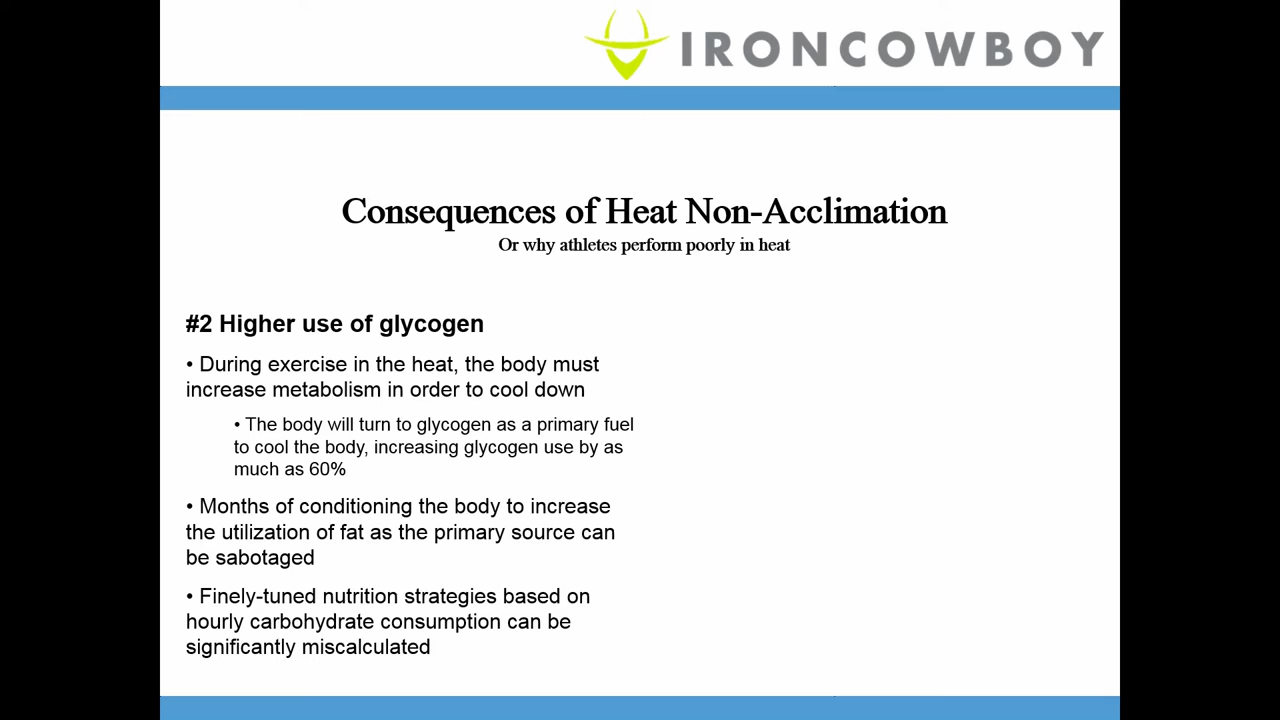 IRONCOWBOY
Consequences of Heat Non-Acclimation
Or why athletes perform poorly in heat
#2 Higher use of glycogen
• During exercise in the heat, the body must
increase metabolism in order to cool down
• The body will turn to glycogen as a primary fuel
to cool the body, increasing glycogen use by as
much as 60%
• Months of conditioning the body to increase
the utilization of fat as the primary source can
be sabotaged
• Finely-tuned nutrition strategies based on
hourly carbohydrate consumption can be
significantly miscalculated